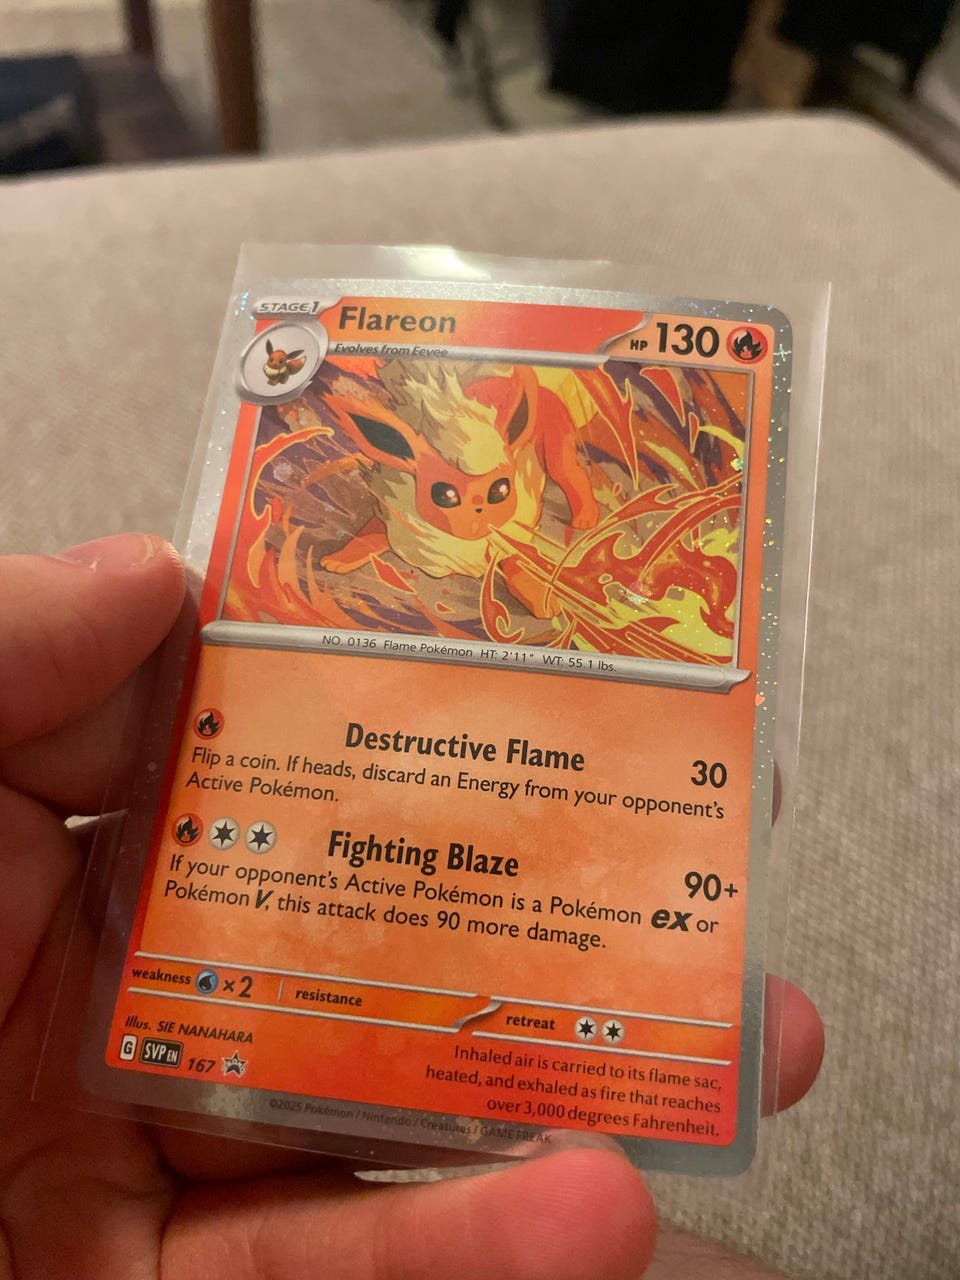 STAGE1 Flareon HP 130
Evolves from Eevee
NO. 0136 Flame Pokémon HT: 2'11" WT: 55.1 lbs.
Destructive Flame 30
Flip a coin. If heads, discard an Energy from your opponent's
Active Pokémon.
Fighting Blaze 90+
If your opponent's Active Pokémon is a Pokémon ex or
Pokémon V, this attack does 90 more damage.
weakness ×2 resistance
retreat
Illus. SIE NANAHARA
G SVP EN 167
Inhaled air is carried to its flame sac,
heated, and exhaled as fire that reaches
over 3,000 degrees Fahrenheit.
©2025 Pokémon / Nintendo / Creatures / GAME FREAK